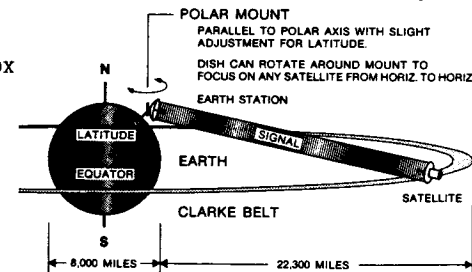 POLAR MOUNT
PARALLEL TO POLAR AXIS WITH SLIGHT
ADJUSTMENT FOR LATITUDE.
DISH CAN ROTATE AROUND MOUNT TO
FOCUS ON ANY SATELLITE FROM HORIZ. TO HORIZ
OX
N
EARTH STATION
LATITUDE
SIGNAL
EARTH
EQUATOR
SATELLITE
CLARKE BELT
S
8,000 MILES
22,300 MILES